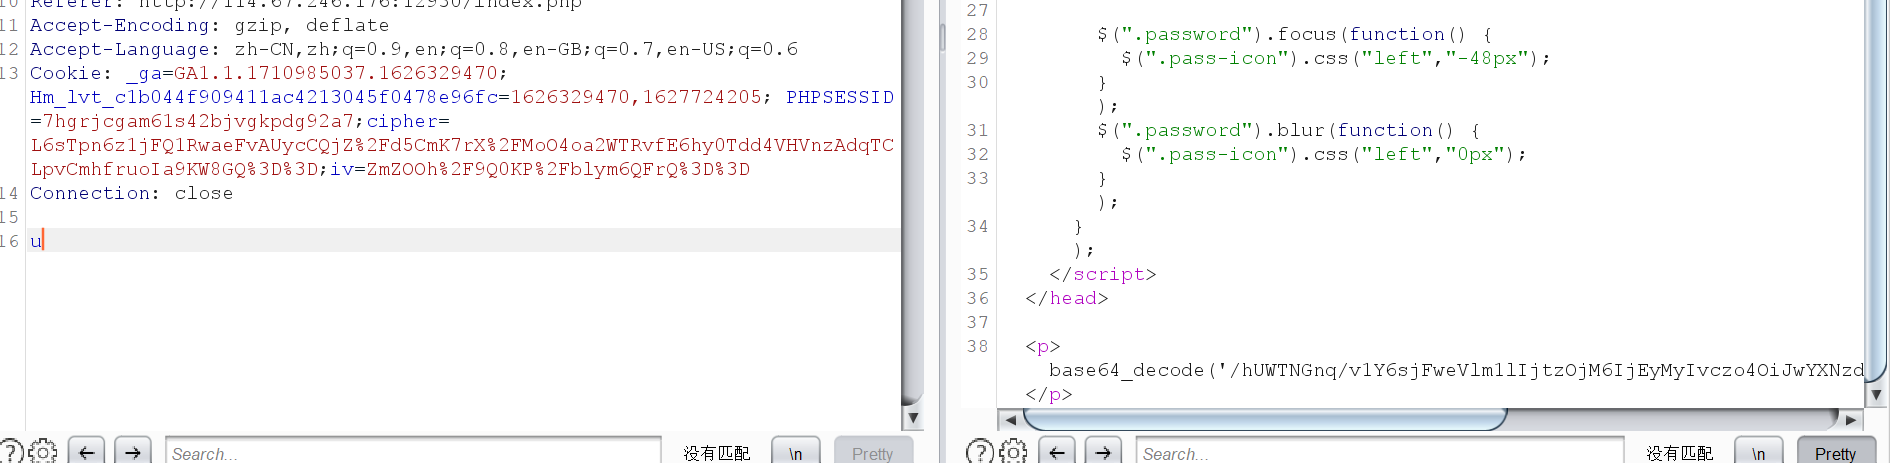 10 Referer: http://114.67.246.176:12930/index.php
11 Accept-Encoding: gzip, deflate
12 Accept-Language: zh-CN,zh;q=0.9,en;q=0.8,en-GB;q=0.7,en-US;q=0.6
13 Cookie: _ga=GA1.1.1710985037.1626329470;
Hm_lvt_c1b044f909411ac4213045f0478e96fc=1626329470,1627724205; PHPSESSID
=7hgrjcgam61s42bjvgkpdg92a7;cipher=
L6sTpn6z1jFQ1RwaeFvAUycCQjZ%2Fd5CmK7rX%2FMoO4oa2WTRvfE6hy0Tdd4VHVnzAdqTC
LpvCmhfruoIa9KW8GQ%3D%3D;iv=ZmZOOh%2F9Q0KP%2Fblym6QFrQ%3D%3D
14 Connection: close
15
16 u
Search...
没有匹配
\n
Pretty
27
28 $(".password").focus(function() {
29 $(".pass-icon").css("left","-48px");
30 }
);
31 $(".password").blur(function() {
32 $(".pass-icon").css("left","0px");
33 }
);
34 }
);
35 </script>
36 </head>
37
38 <p>
base64_decode('/hUWTNGnq/v1Y6sjFweVlm1lIjtzOjM6IjEyMyIvczo4OiJwYXNzd
</p>
Search...
没有匹配
\n
Pretty